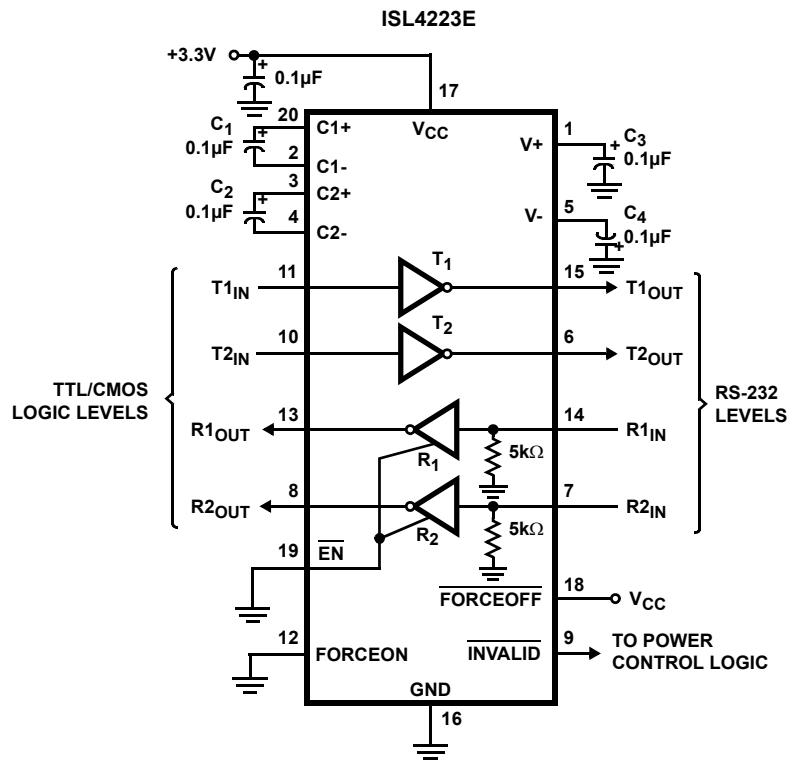 ISL4223E
+3.3V
+
0.1µF
17
20
C1+
VCC
C1
0.1µF
+
2
C1-
1
V+
+
C3
0.1µF
3
C2+
C2
0.1µF
+
4
C2-
5
V-
C4
0.1µF
+
T1
11
T1IN
15
T1OUT
T2
10
T2IN
6
T2OUT
TTL/CMOS
LOGIC LEVELS
RS-232
LEVELS
13
R1OUT
14
R1IN
R1
5kΩ
8
R2OUT
7
R2IN
R2
5kΩ
19
EN
18
FORCEOFF
VCC
12
FORCEON
9
INVALID
TO POWER
CONTROL LOGIC
GND
16